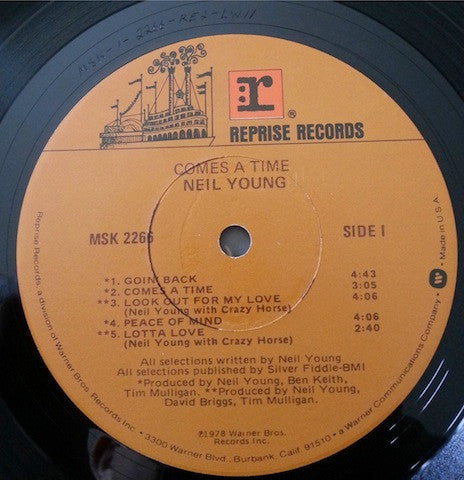 MSK-1-2266-RE2-LW11
r
®
REPRISE RECORDS
COMES A TIME
NEIL YOUNG
MSK 2266
SIDE I
*1. GOIN' BACK 4:43
**2. COMES A TIME 3:05
**3. LOOK OUT FOR MY LOVE 4:06
(Neil Young with Crazy Horse)
*4. PEACE OF MIND 4:06
**5. LOTTA LOVE 2:40
(Neil Young with Crazy Horse)
All selections written by Neil Young
All selections published by Silver Fiddle-BMI
*Produced by Neil Young, Ben Keith,
Tim Mulligan. **Produced by Neil Young,
David Briggs, Tim Mulligan.
℗1978 Warner Bros.
Records Inc.
Reprise Records, a division of Warner Bros. Records Inc. • 3300 Warner Blvd., Burbank, Calif. 91510 • a Warner Communications Company • Made in U.S.A.